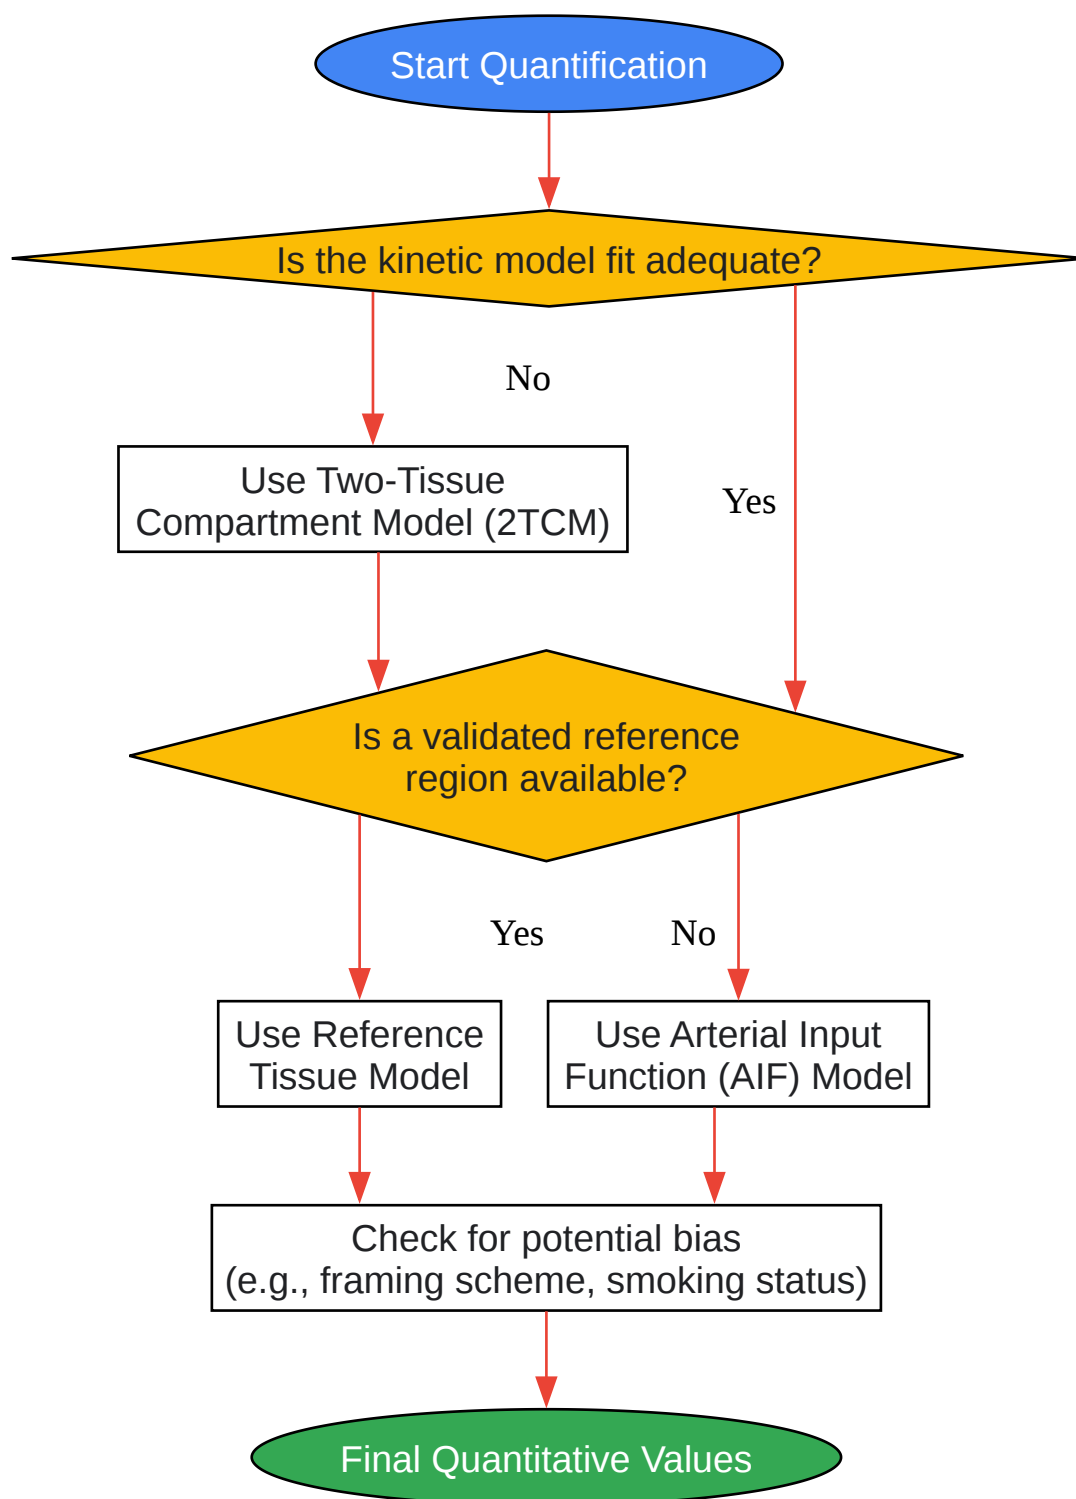 Start Quantification
Is the kinetic model fit adequate?
No
Use Two-Tissue
Compartment Model (2TCM)
Yes
Is a validated reference
region available?
Yes
No
Use Reference
Tissue Model
Use Arterial Input
Function (AIF) Model
Check for potential bias
(e.g., framing scheme, smoking status)
Final Quantitative Values